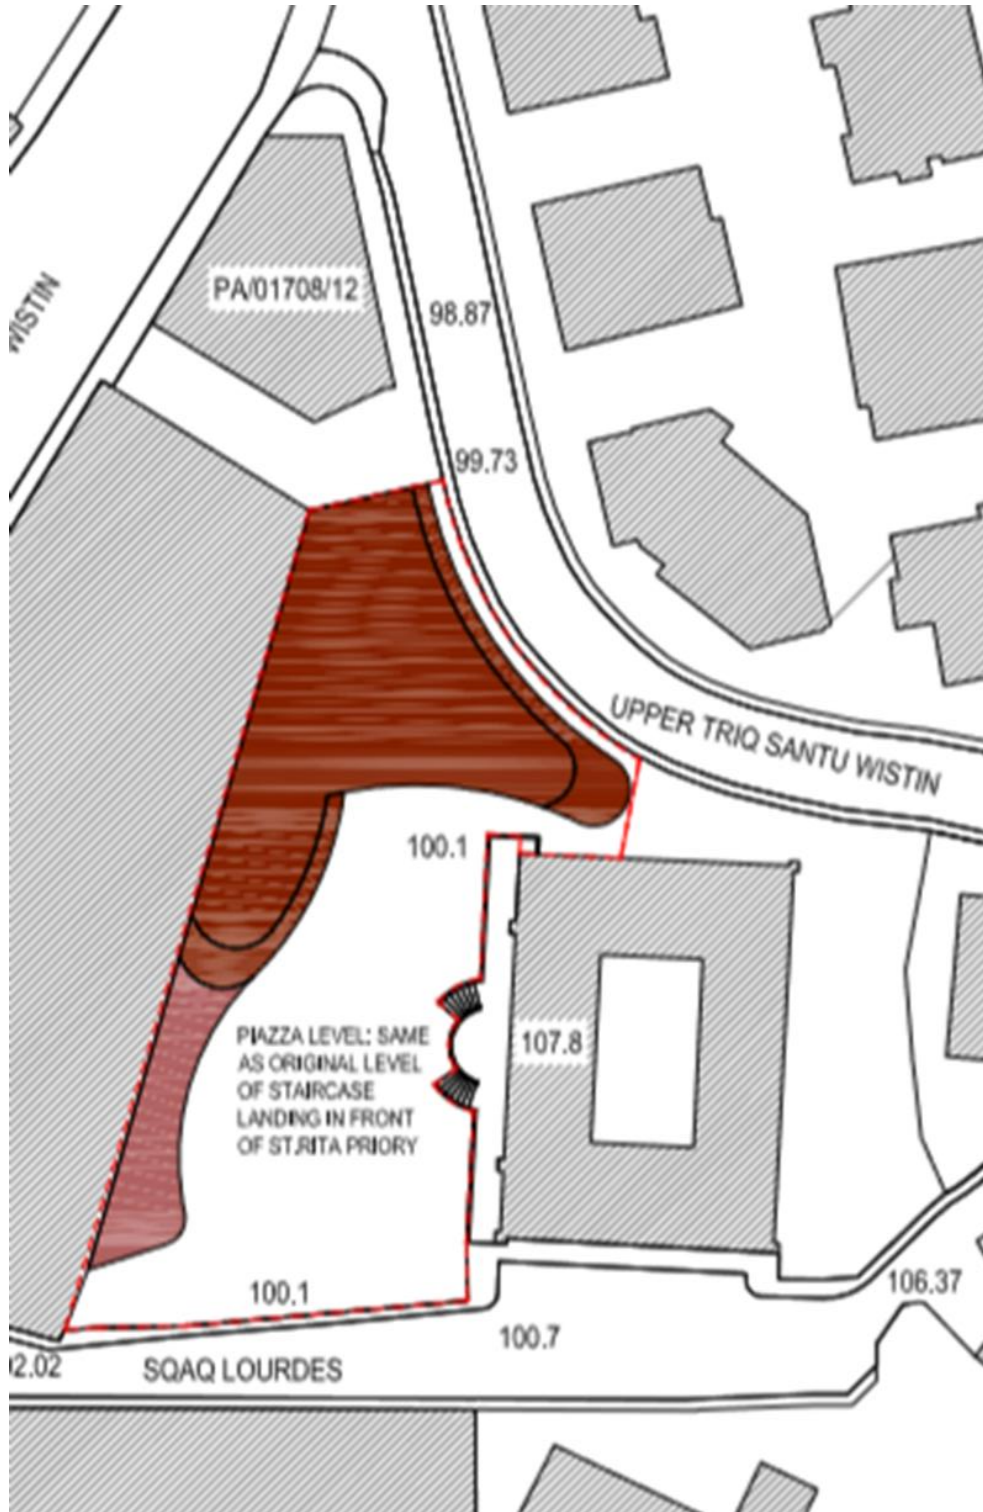 WISTIN
PA/01708/12
98.87
99.73
UPPER TRIQ SANTU WISTIN
100.1
PIAZZA LEVEL: SAME
AS ORIGINAL LEVEL
OF STAIRCASE
LANDING IN FRONT
OF ST.RITA PRIORY
107.8
100.1
106.37
100.7
2.02
SQAQ LOURDES